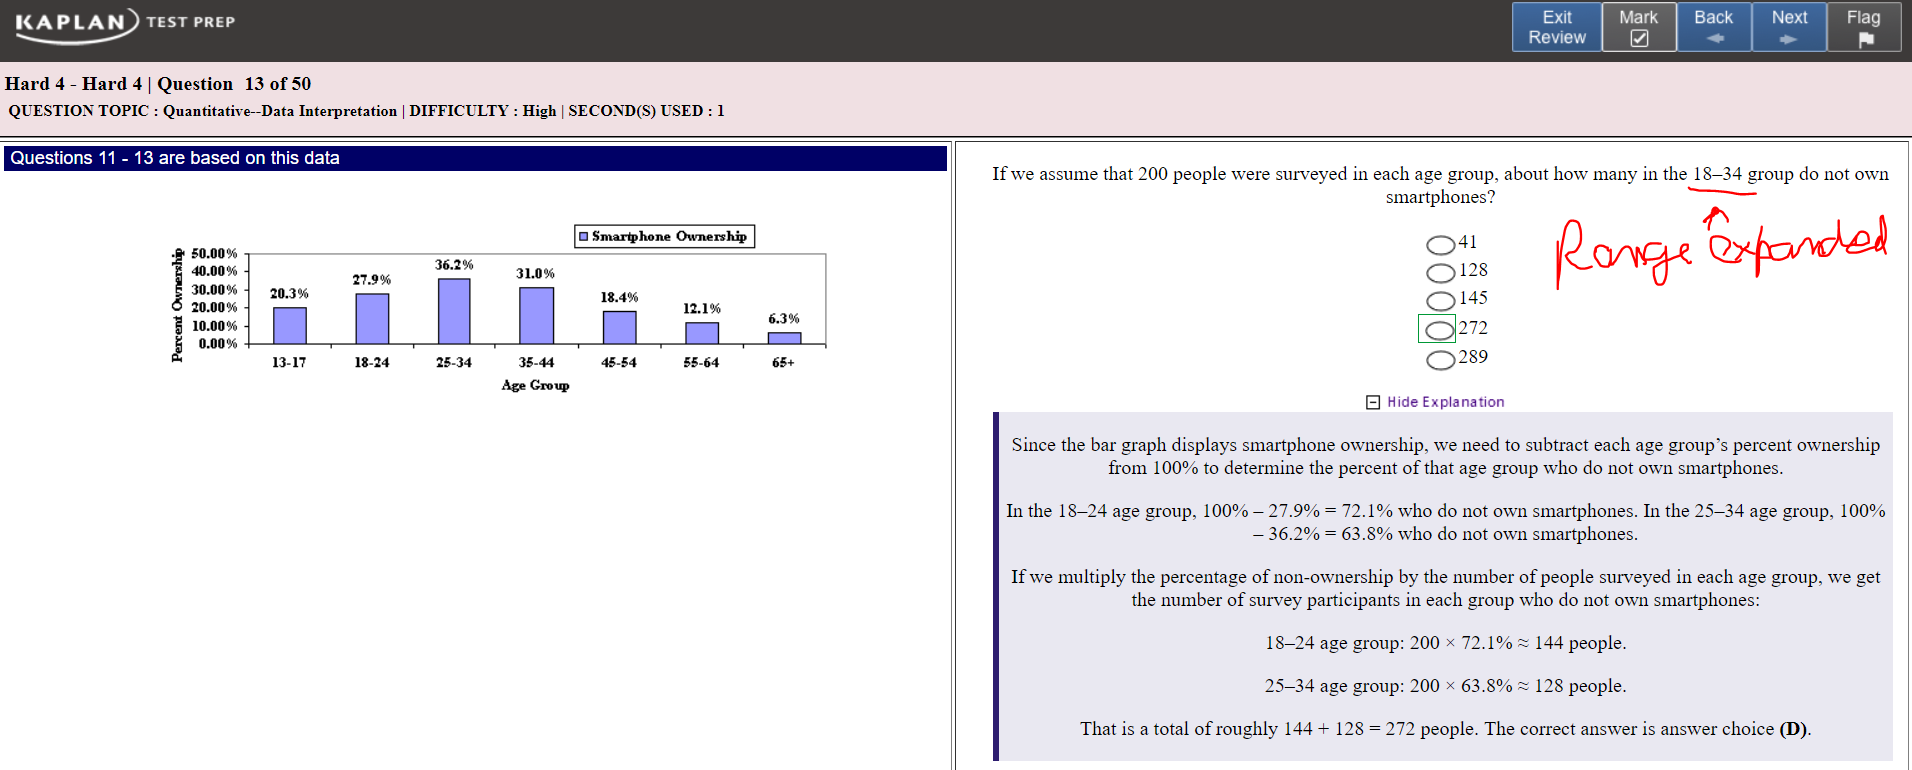 KAPLAN TEST PREP
Exit Review
Mark
Back
Next
Flag
Hard 4 - Hard 4 | Question 13 of 50
QUESTION TOPIC : Quantitative--Data Interpretation | DIFFICULTY : High | SECOND(S) USED : 1
Questions 11 - 13 are based on this data
Smartphone Ownership
Percent Ownership
50.00%
40.00%
30.00%
20.00%
10.00%
0.00%
20.3%
27.9%
36.2%
31.0%
18.4%
12.1%
6.3%
13-17
18-24
25-34
35-44
45-54
55-64
65+
Age Group
If we assume that 200 people were surveyed in each age group, about how many in the 18–34 group do not own
smartphones?
Range expanded
41
128
145
272
289
Hide Explanation
Since the bar graph displays smartphone ownership, we need to subtract each age group’s percent ownership
from 100% to determine the percent of that age group who do not own smartphones.
In the 18–24 age group, 100% – 27.9% = 72.1% who do not own smartphones. In the 25–34 age group, 100%
– 36.2% = 63.8% who do not own smartphones.
If we multiply the percentage of non-ownership by the number of people surveyed in each age group, we get
the number of survey participants in each group who do not own smartphones:
18–24 age group: 200 × 72.1% ≈ 144 people.
25–34 age group: 200 × 63.8% ≈ 128 people.
That is a total of roughly 144 + 128 = 272 people. The correct answer is answer choice (D).